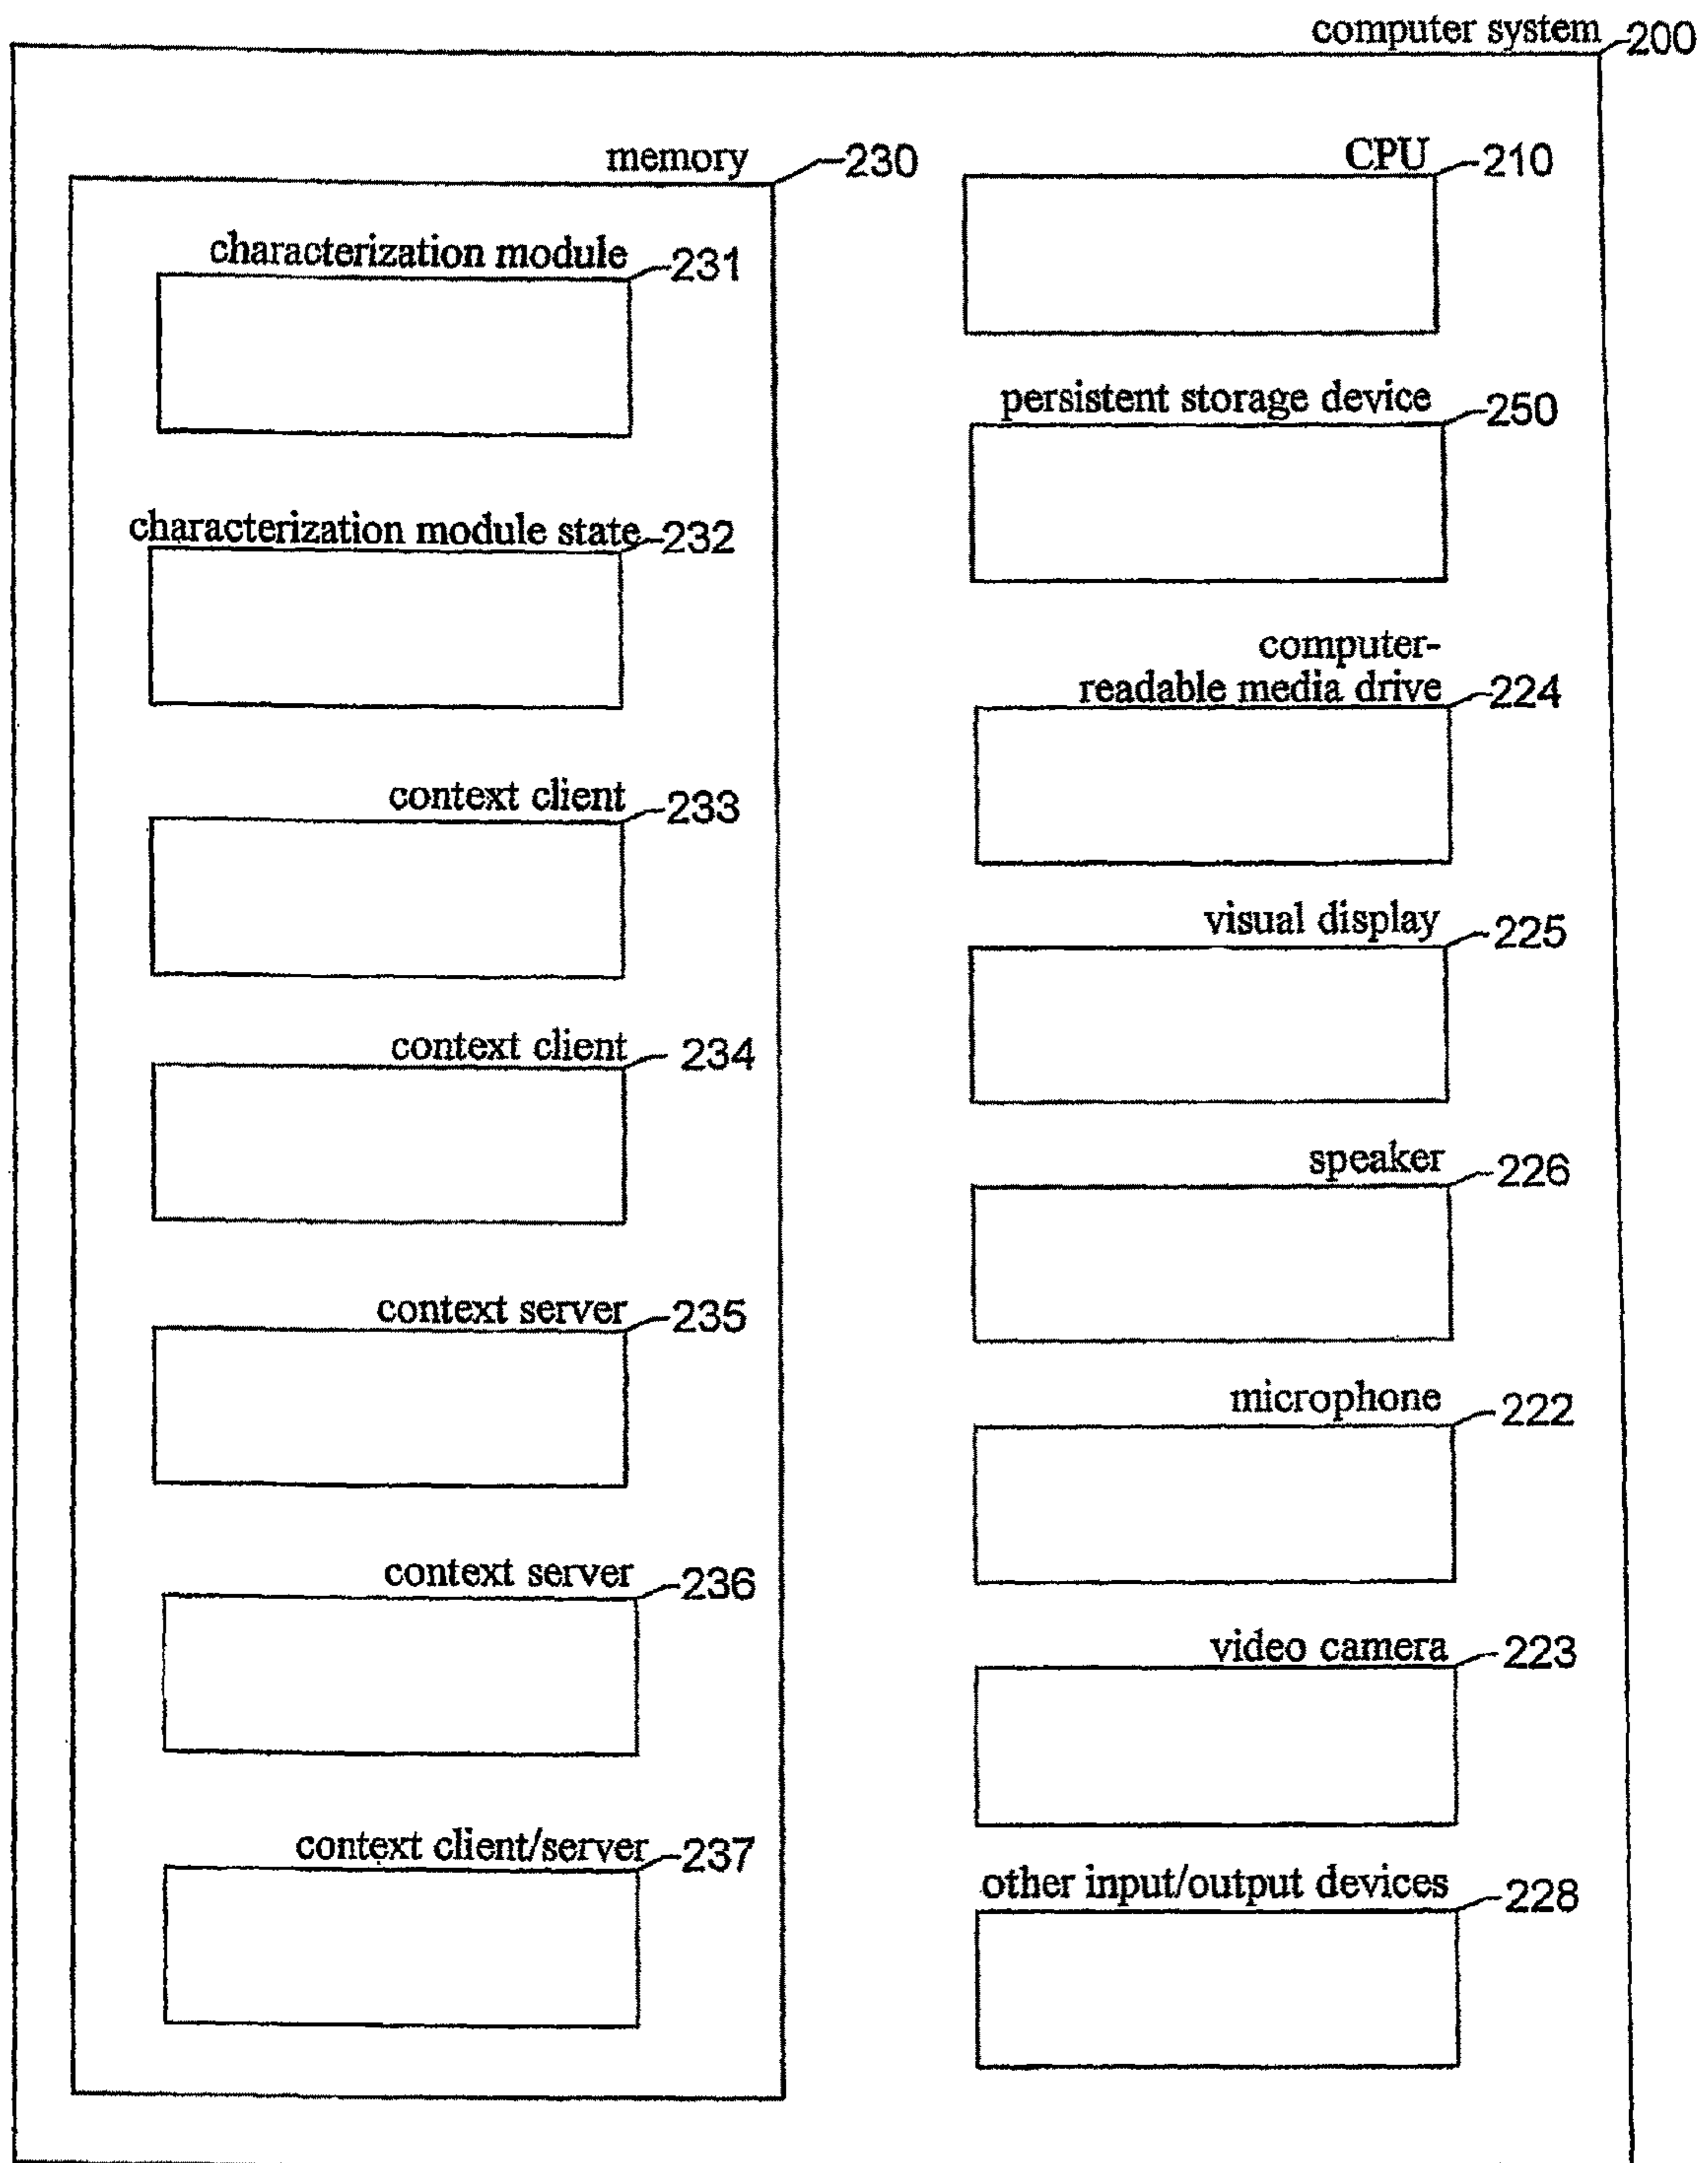 computer system 200
memory 230
characterization module 231
characterization module state 232
context client 233
context client 234
context server 235
context server 236
context client/server 237
CPU 210
persistent storage device 250
computer-
readable media drive 224
visual display 225
speaker 226
microphone 222
video camera 223
other input/output devices 228